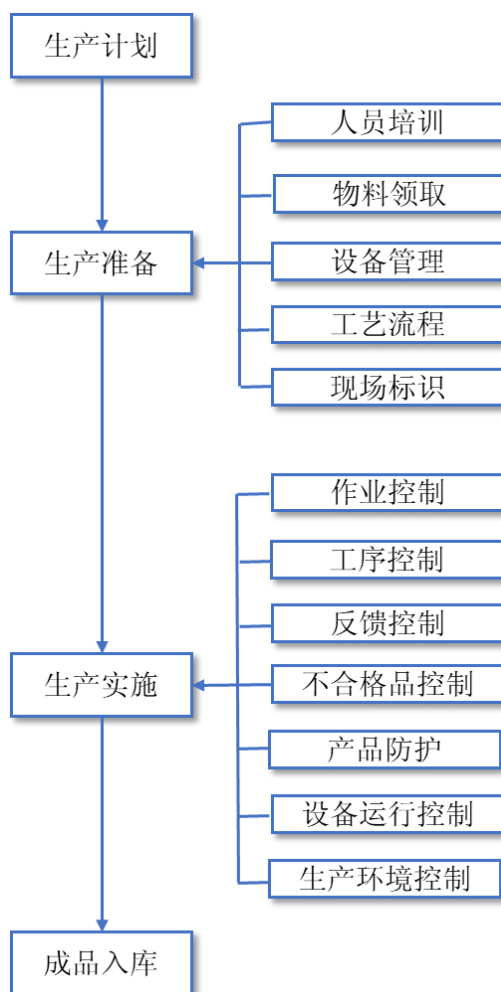 生产计划
人员培训
物料领取
生产准备
设备管理
工艺流程
现场标识
作业控制
工序控制
反馈控制
生产实施
不合格品控制
产品防护
设备运行控制
生产环境控制
成品入库